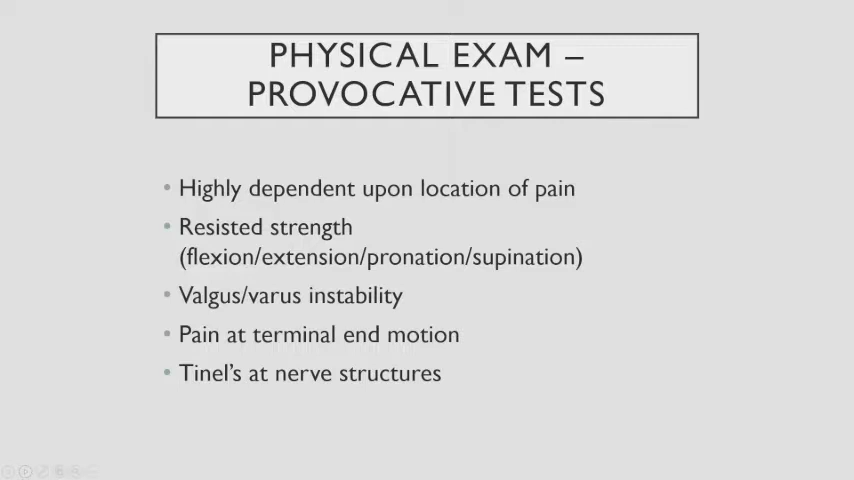 PHYSICAL EXAM –
PROVOCATIVE TESTS
• Highly dependent upon location of pain
• Resisted strength
(flexion/extension/pronation/supination)
• Valgus/varus instability
• Pain at terminal end motion
• Tinel’s at nerve structures